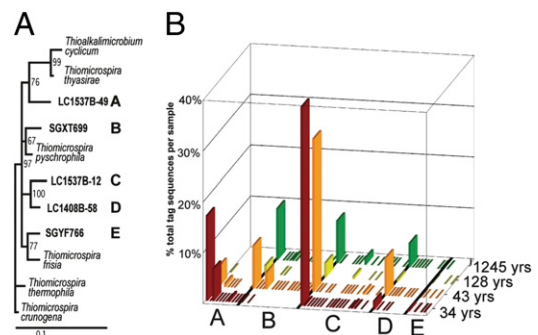 A
B
Thioalkalimicrobium
cyclicum
99
Thiomicrospira
thyasirae
76
LC1537B-49 A
SGXT699 B
67
Thiomicrospira
pyschrophila
97
LC1537B-12 C
100
LC1408B-58 D
SGYF766 E
77
Thiomicrospira
frisia
Thiomicrospira
thermophila
Thiomicrospira
crunogena
0.1
% total tag sequences per sample
40%
30%
20%
10%
1245 yrs
128 yrs
43 yrs
34 yrs
A B C D E